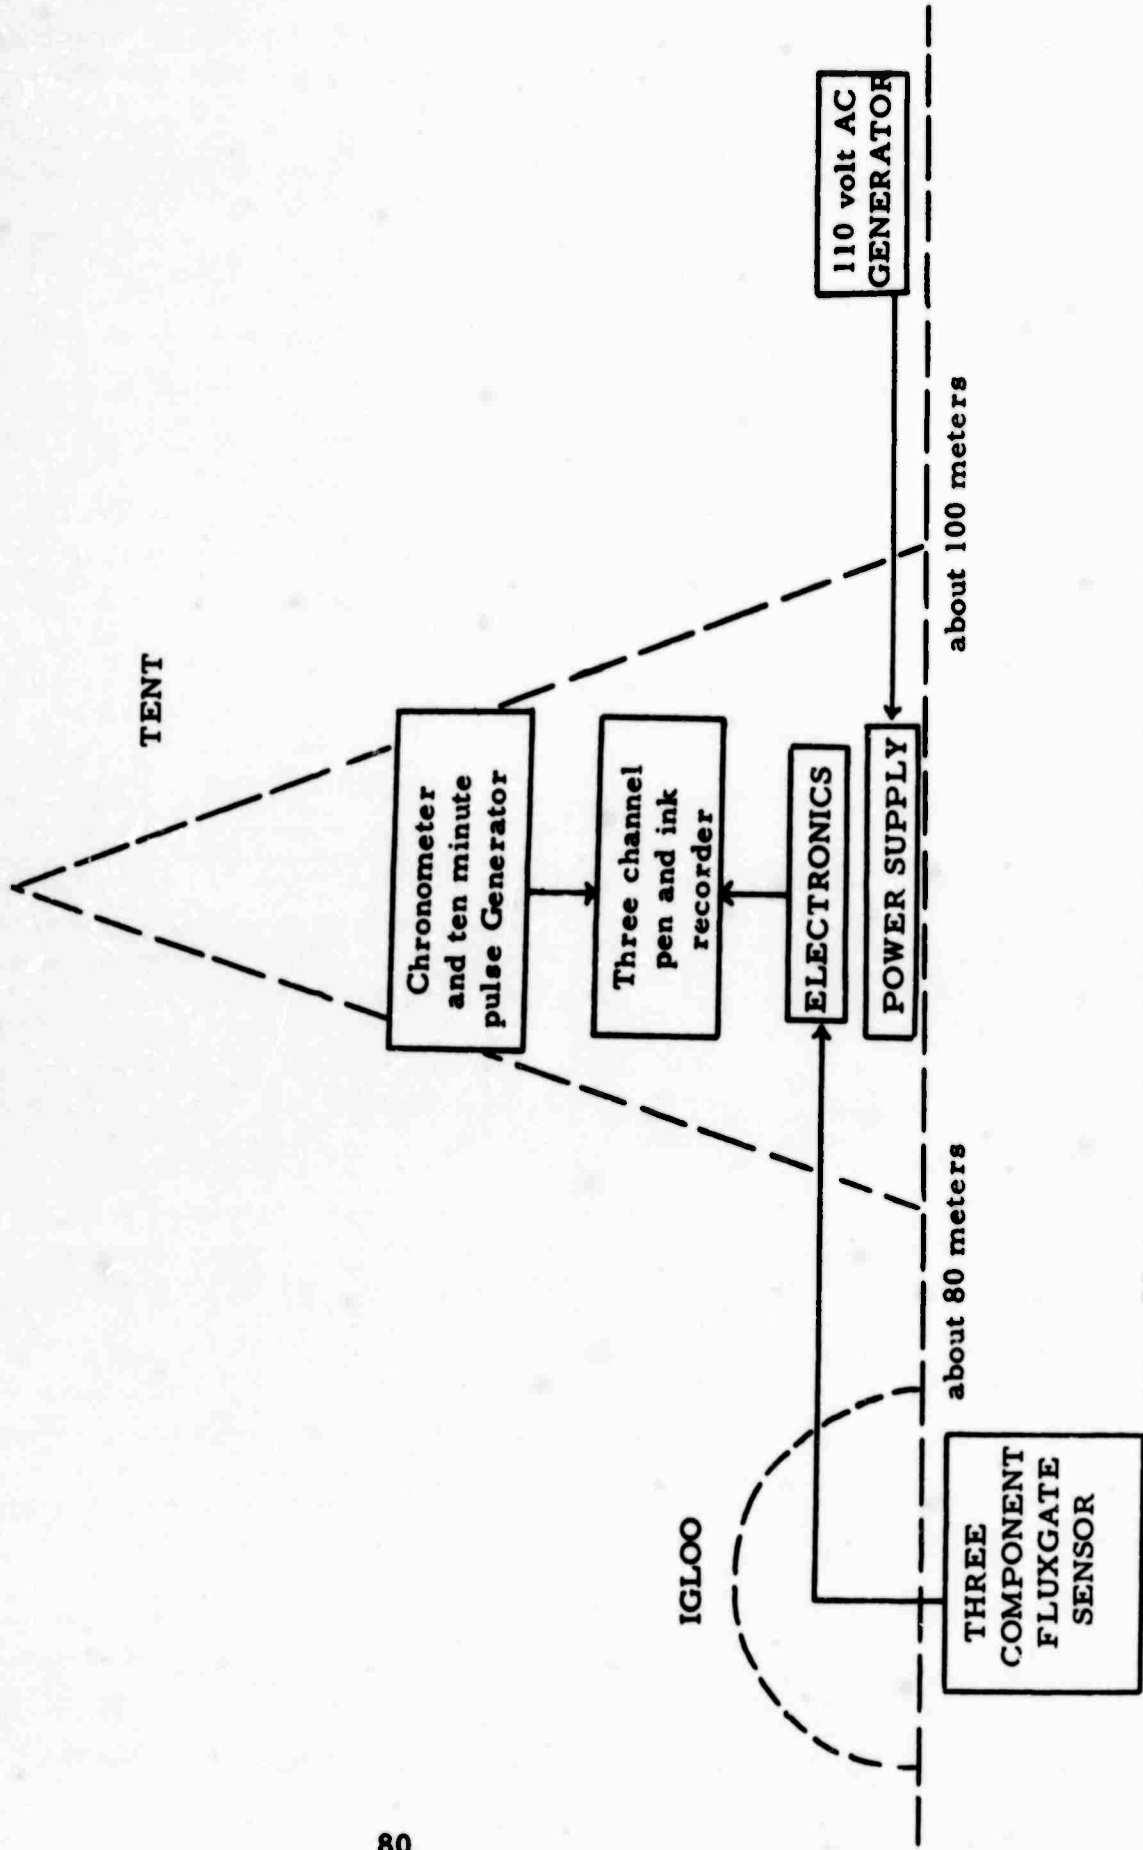 TENT
Chronometer
and ten minute
pulse Generator
Three channel
pen and ink
recorder
ELECTRONICS
POWER SUPPLY
110 volt AC
GENERATOR
IGLOO
THREE
COMPONENT
FLUXGATE
SENSOR
about 80 meters
about 100 meters
80